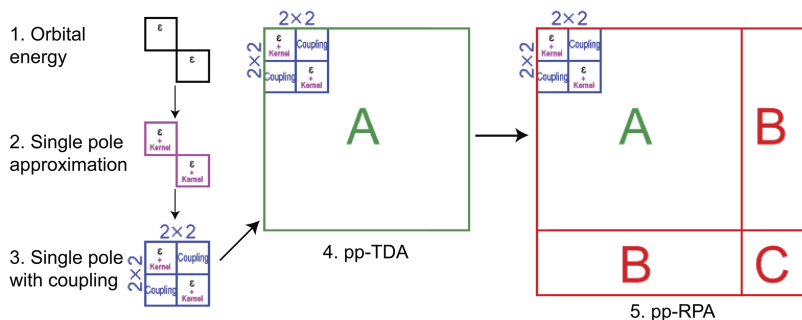 1. Orbital
energy
ε
ε
2. Single pole
approximation
ε
+
Kernel
ε
+
Kernel
3. Single pole
with coupling
2×2
2×2
ε
+
Kernel
Coupling
Coupling
ε
+
Kernel
2×2
2×2
ε
+
Kernel
Coupling
Coupling
ε
+
Kernel
A
4. pp-TDA
2×2
2×2
ε
+
Kernel
Coupling
Coupling
ε
+
Kernel
A
B
B
C
5. pp-RPA